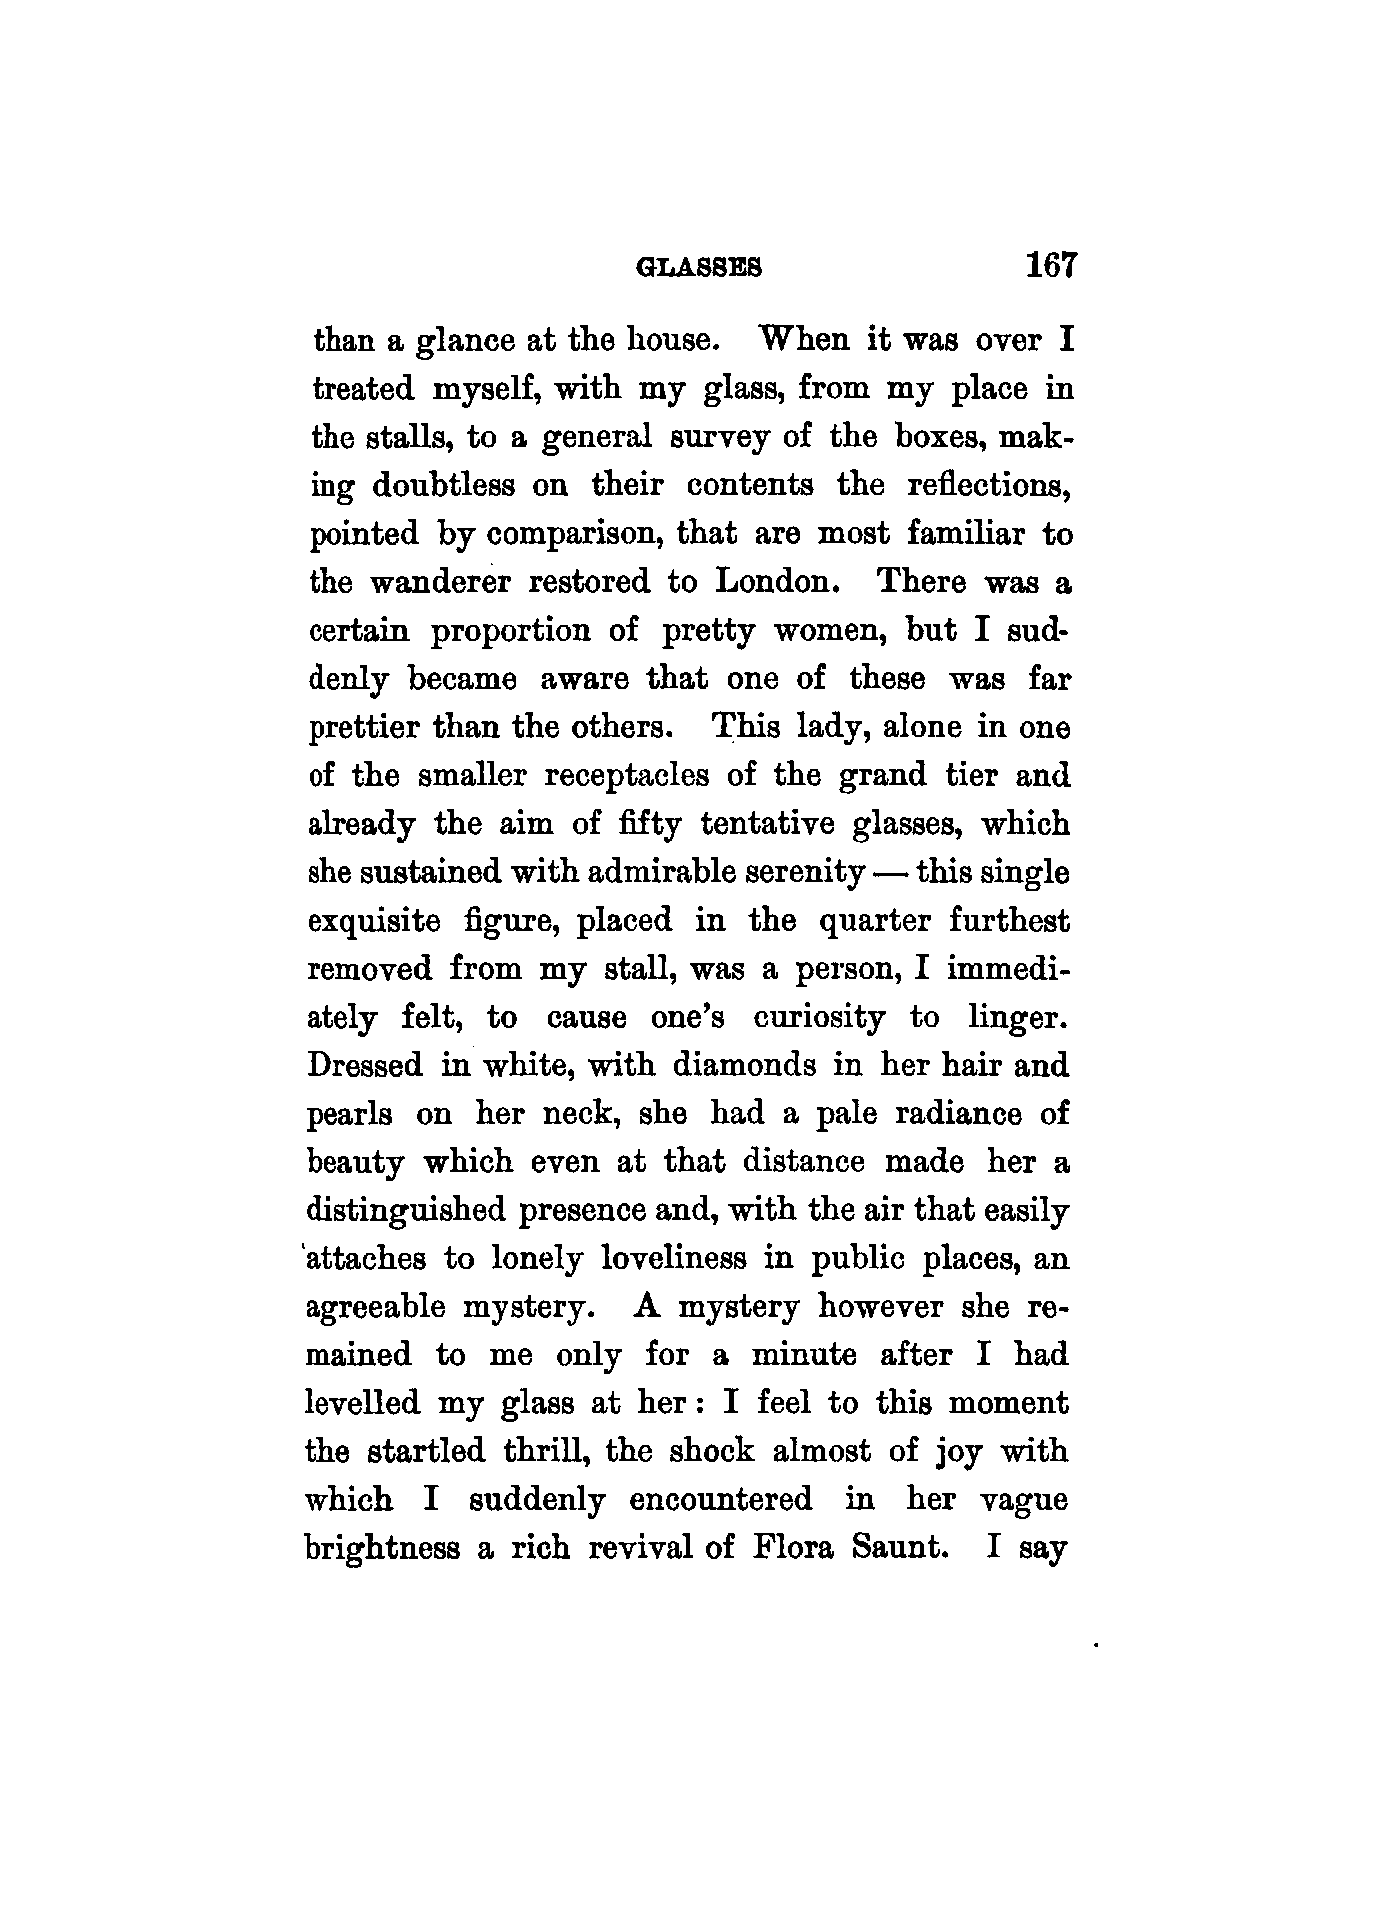 GLASSES 167
than a glance at the house. When it was over I
treated myself, with my glass, from my place in
the stalls, to a general survey of the boxes, mak-
ing doubtless on their contents the reflections,
pointed by comparison, that are most familiar to
the wanderer restored to London. There was a
certain proportion of pretty women, but I sud-
denly became aware that one of these was far
prettier than the others. This lady, alone in one
of the smaller receptacles of the grand tier and
already the aim of fifty tentative glasses, which
she sustained with admirable serenity — this single
exquisite figure, placed in the quarter furthest
removed from my stall, was a person, I immedi-
ately felt, to cause one's curiosity to linger.
Dressed in white, with diamonds in her hair and
pearls on her neck, she had a pale radiance of
beauty which even at that distance made her a
distinguished presence and, with the air that easily
attaches to lonely loveliness in public places, an
agreeable mystery. A mystery however she re-
mained to me only for a minute after I had
levelled my glass at her: I feel to this moment
the startled thrill, the shock almost of joy with
which I suddenly encountered in her vague
brightness a rich revival of Flora Saunt. I say